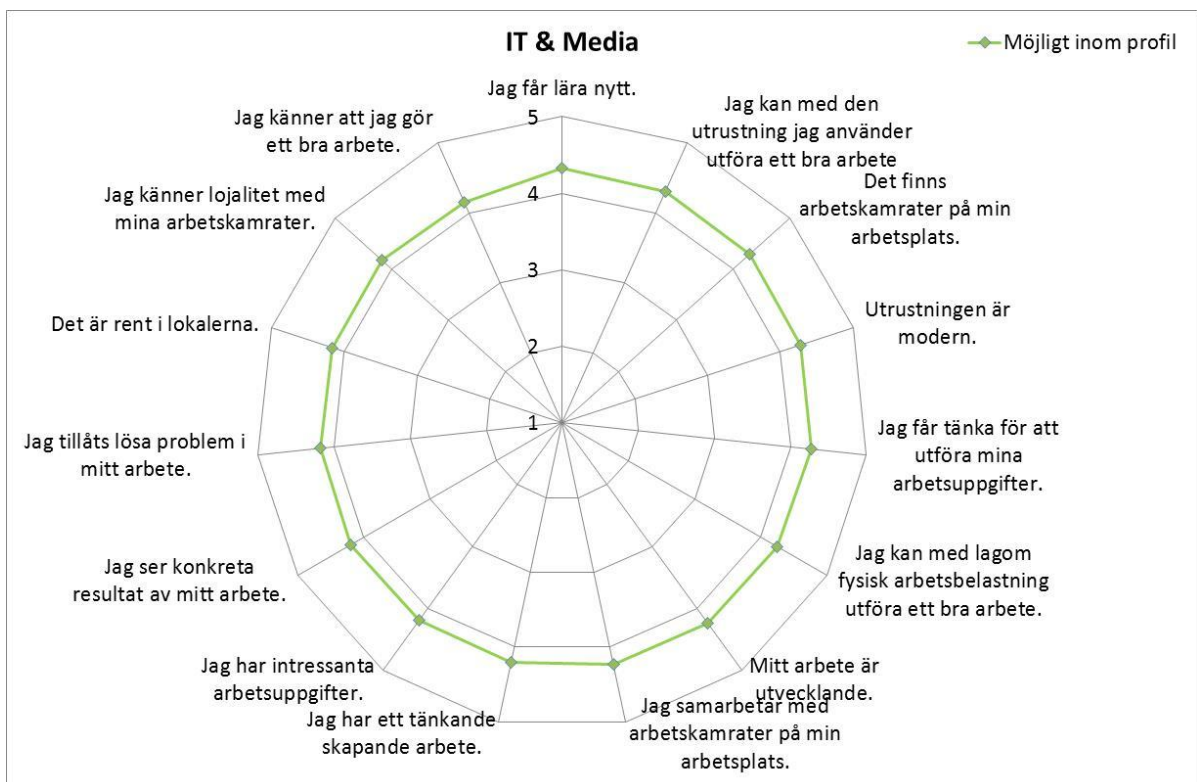 IT & Media
Möjligt inom profil
Jag får lära nytt.
Jag kan med den
utrustning jag använder
utföra ett bra arbete
Det finns
arbetskamrater på min
arbetsplats.
Utrustningen är
modern.
Jag får tänka för att
utföra mina
arbetsuppgifter.
Jag kan med lagom
fysisk arbetsbelastning
utföra ett bra arbete.
Mitt arbete är
utvecklande.
Jag samarbetar med
arbetskamrater på min
arbetsplats.
Jag har ett tänkande
skapande arbete.
Jag har intressanta
arbetsuppgifter.
Jag ser konkreta
resultat av mitt arbete.
Jag tillåts lösa problem i
mitt arbete.
Det är rent i lokalerna.
Jag känner lojalitet med
mina arbetskamrater.
Jag känner att jag gör
ett bra arbete.
5
4
3
2
1